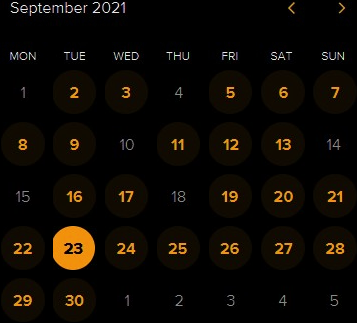 September 2021
MON TUE WED THU FRI SAT SUN
1 2 3 4 5 6 7
8 9 10 11 12 13 14
15 16 17 18 19 20 21
22 23 24 25 26 27 28
29 30 1 2 3 4 5